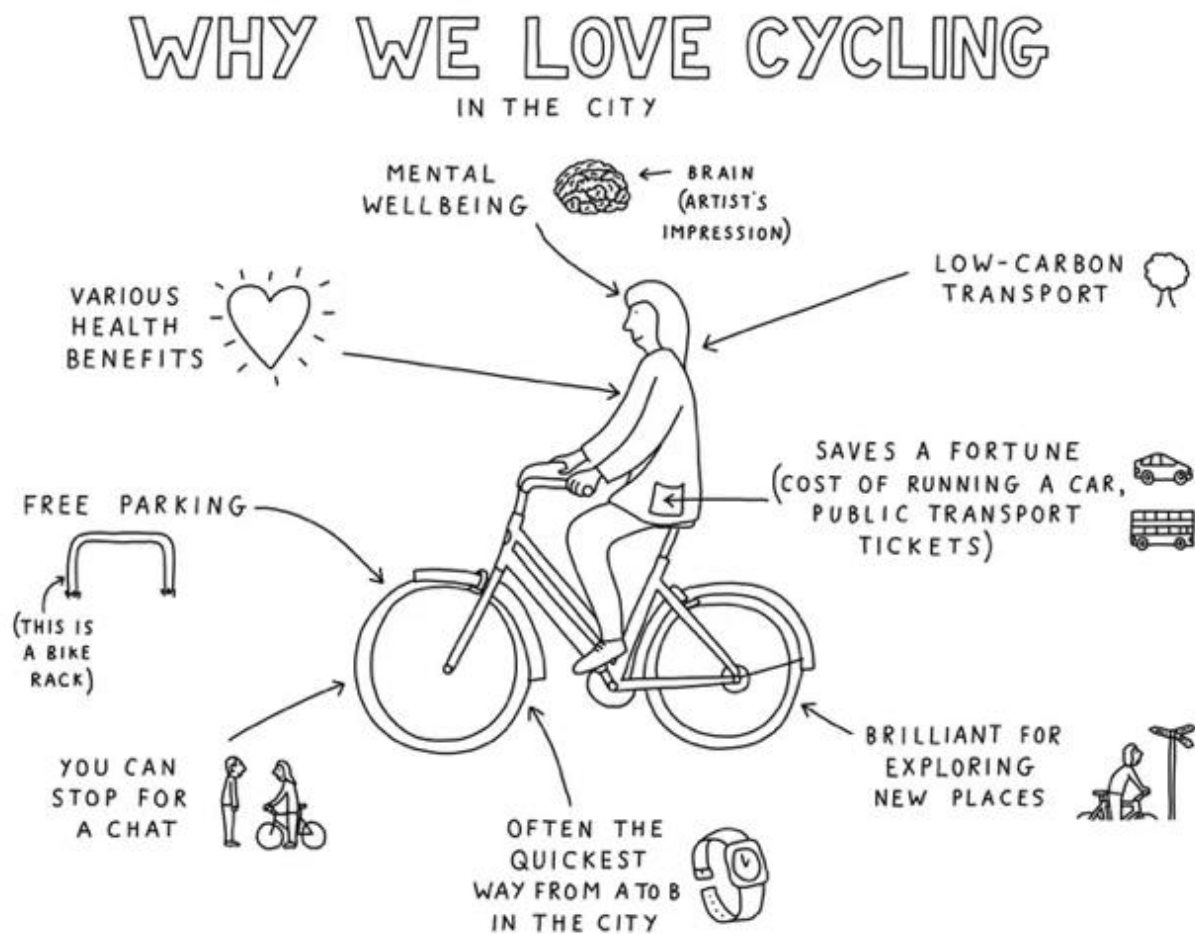 WHY WE LOVE CYCLING
IN THE CITY
MENTAL
WELLBEING
BRAIN
(ARTIST'S
IMPRESSION)
LOW-CARBON
TRANSPORT
VARIOUS
HEALTH
BENEFITS
SAVES A FORTUNE
(COST OF RUNNING A CAR,
PUBLIC TRANSPORT
TICKETS)
FREE PARKING
(THIS IS
A BIKE
RACK)
YOU CAN
STOP FOR
A CHAT
OFTEN THE
QUICKEST
WAY FROM A TO B
IN THE CITY
BRILLIANT FOR
EXPLORING
NEW PLACES